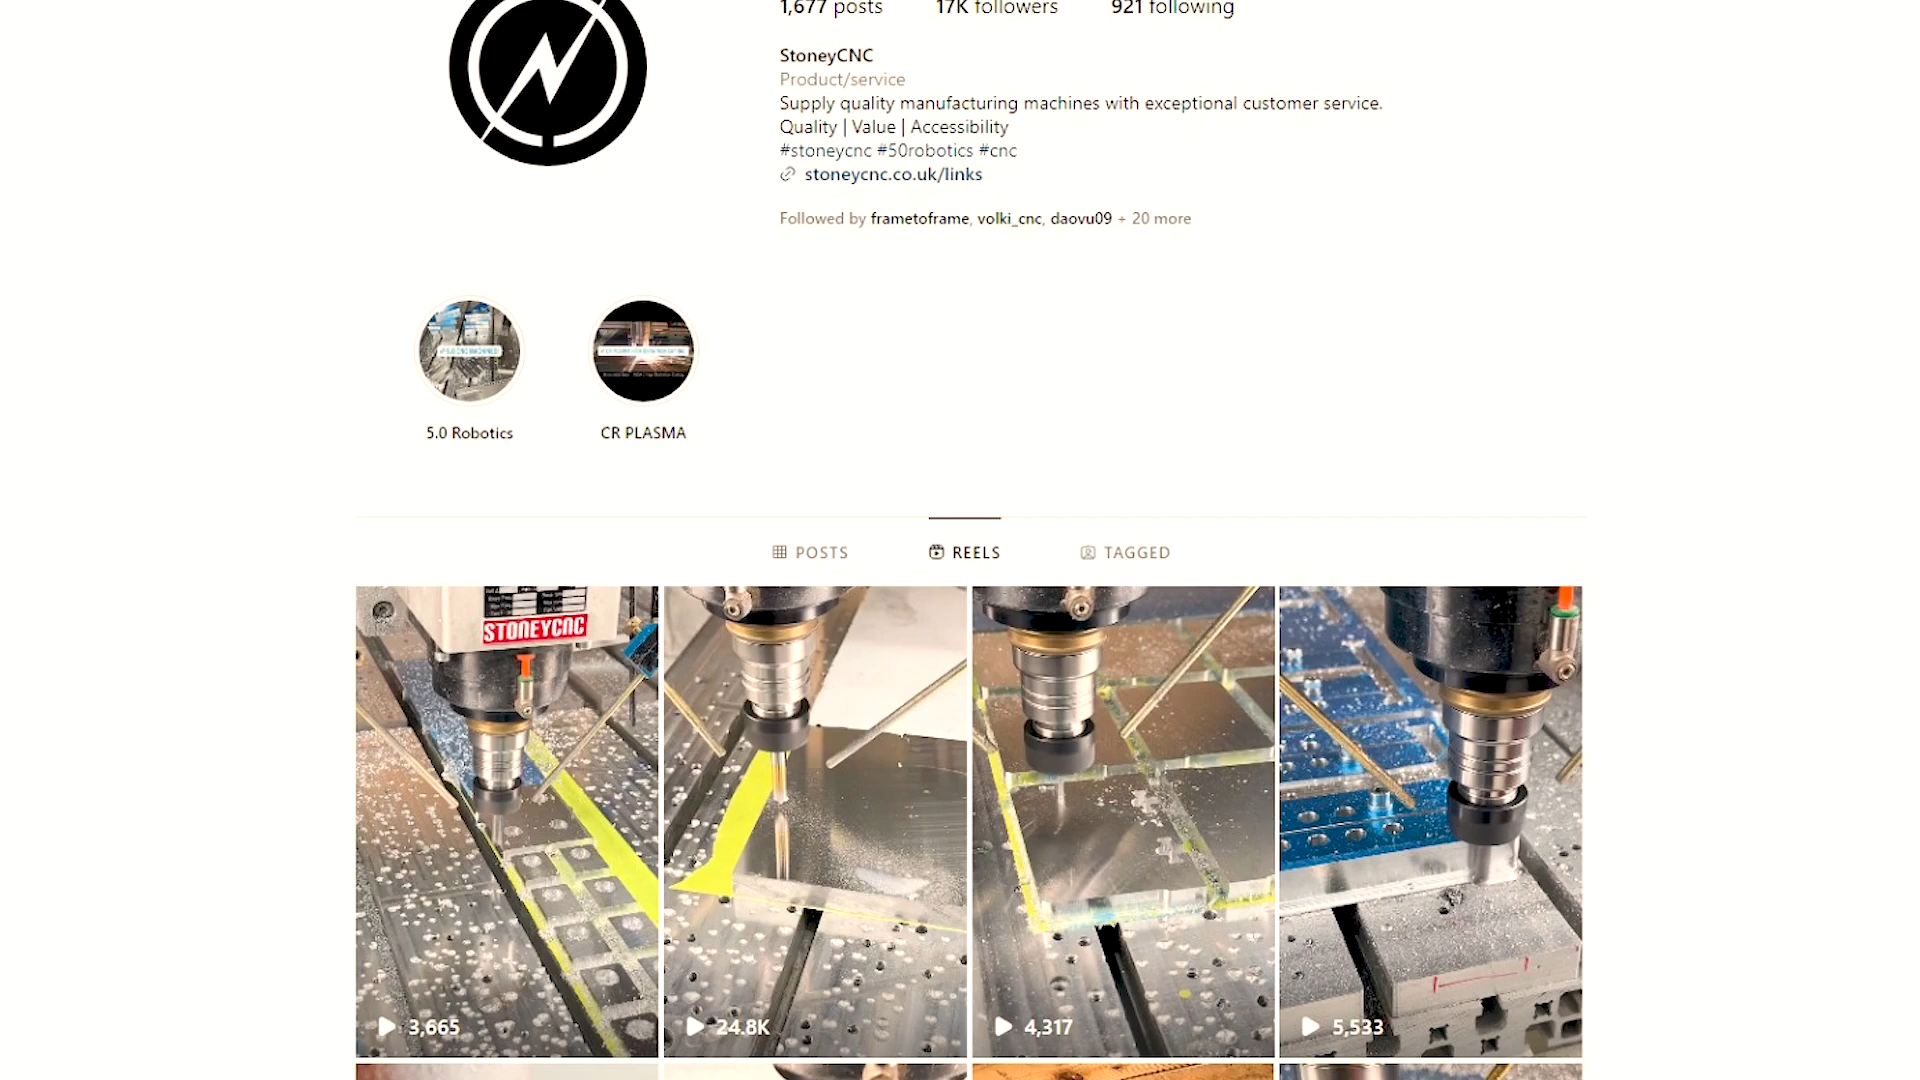 1,677 posts 17K followers 921 following
StoneyCNC
Product/service
Supply quality manufacturing machines with exceptional customer service.
Quality | Value | Accessibility
#stoneycnc #50robotics #cnc
stoneycnc.co.uk/links
Followed by frametoframe, volki_cnc, daovu09 + 20 more
5.0 Robotics CR PLASMA
POSTS REELS TAGGED
STONEYCNC
3,665 24.8K 4,317 5,533